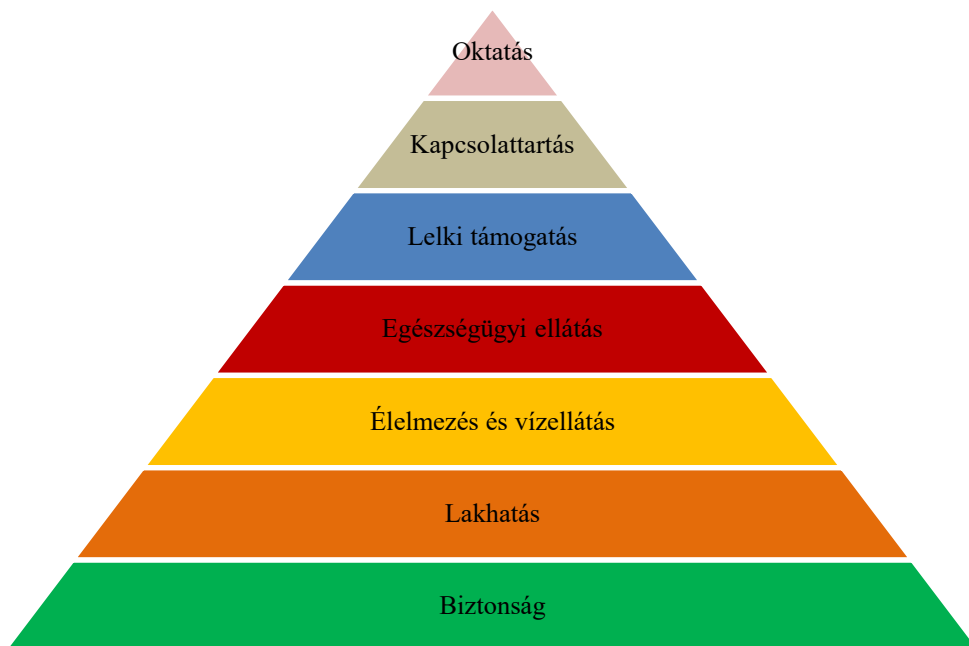 Oktatás
Kapcsolattartás
Lelki támogatás
Egészségügyi ellátás
Élelmezés és vízellátás
Lakhatás
Biztonság